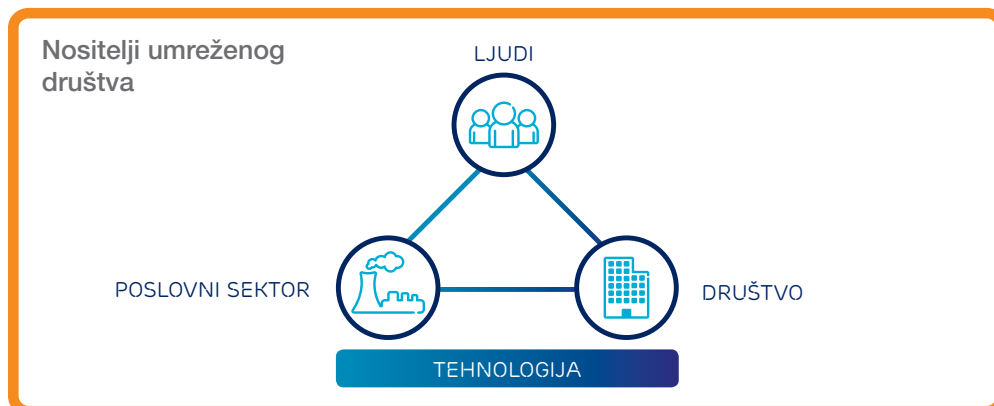 Nositelji umreženog
društva
LJUDI
POSLOVNI SEKTOR
DRUŠTVO
TEHNOLOGIJA